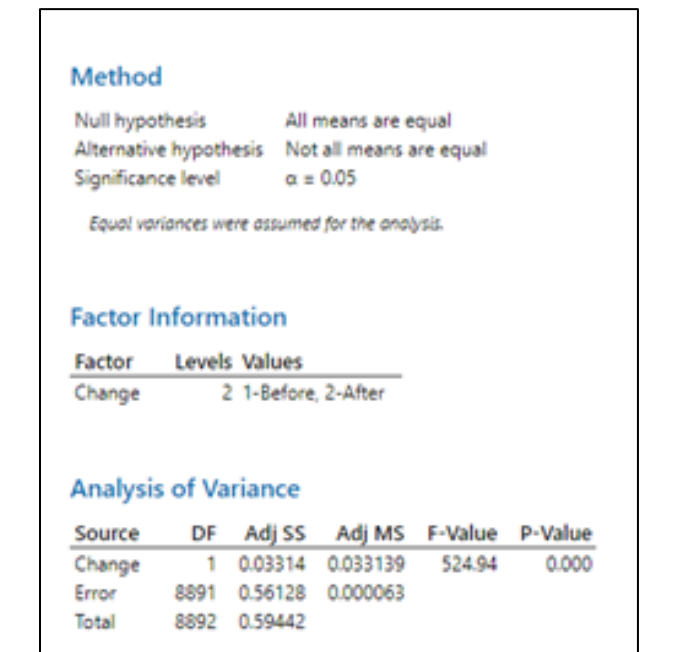 Method
Null hypothesis All means are equal
Alternative hypothesis Not all means are equal
Significance level α = 0.05
Equal variances were assumed for the analysis.
Factor Information
Factor Levels Values
Change 2 1-Before, 2-After
Analysis of Variance
Source DF Adj SS Adj MS F-Value P-Value
Change 1 0.03314 0.033139 524.94 0.000
Error 8891 0.56128 0.000063
Total 8892 0.59442